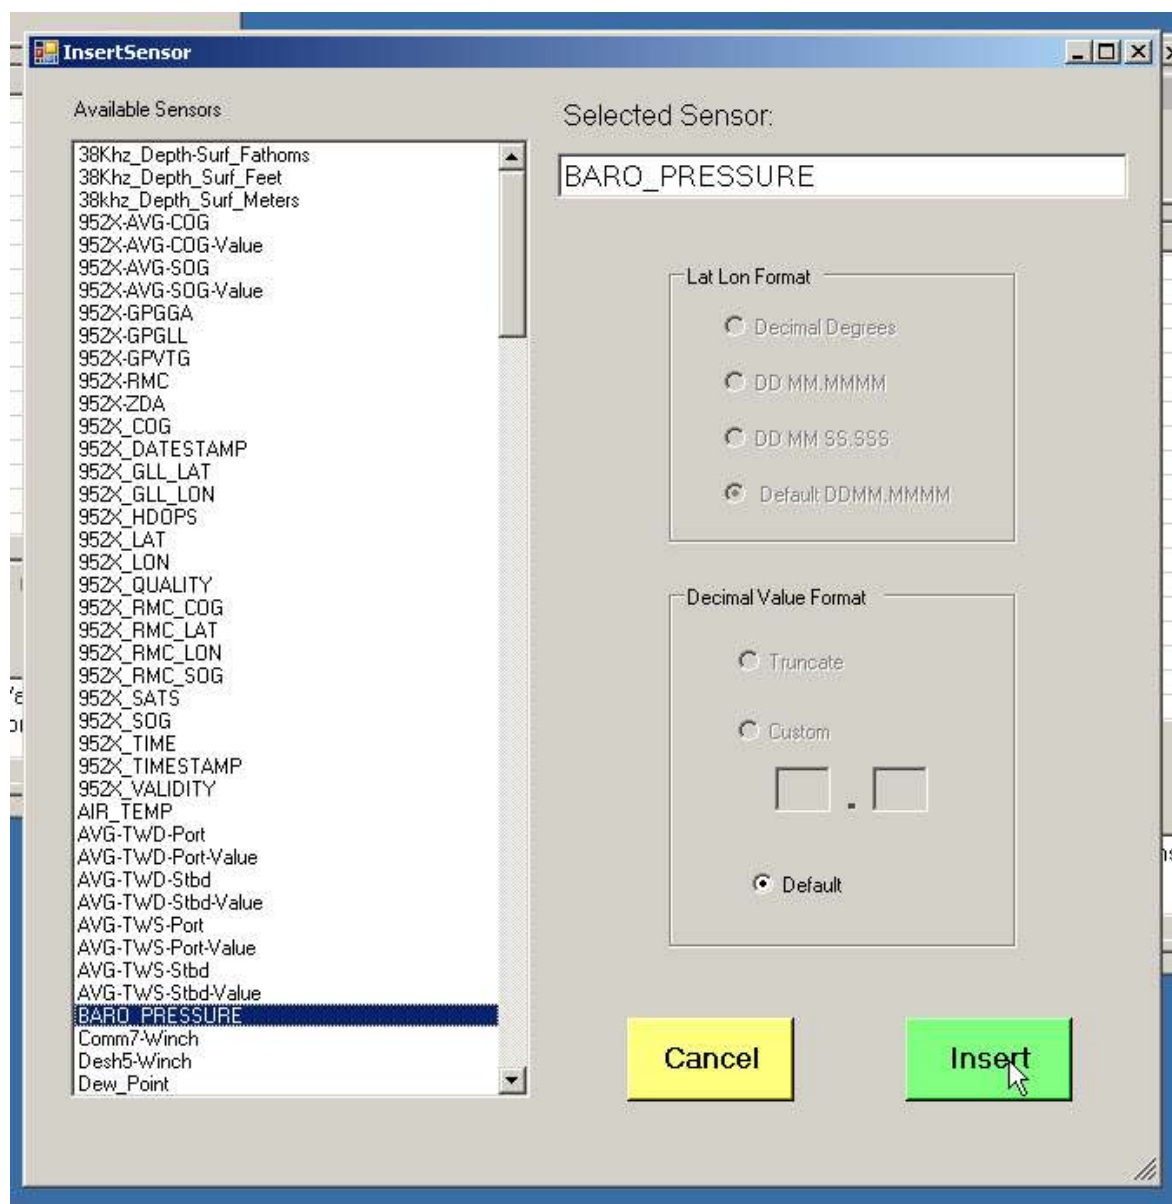 InsertSensor
Available Sensors
38Khz_Depth-Surf_Fathoms
38Khz_Depth_Surf_Feet
38khz_Depth_Surf_Meters
952X-AVG-COG
952X-AVG-COG-Value
952X-AVG-SOG
952X-AVG-SOG-Value
952X-GPGGA
952X-GPGLL
952X-GPVTG
952X-RMC
952X-ZDA
952X_COG
952X_DATESTAMP
952X_GLL_LAT
952X_GLL_LON
952X_HDOPS
952X_LAT
952X_LON
952X_QUALITY
952X_RMC_COG
952X_RMC_LAT
952X_RMC_LON
952X_RMC_SOG
952X_SATS
952X_SOG
952X_TIME
952X_TIMESTAMP
952X_VALIDITY
AIR_TEMP
AVG-TWD-Port
AVG-TWD-Port-Value
AVG-TWD-Stbd
AVG-TWD-Stbd-Value
AVG-TWS-Port
AVG-TWS-Port-Value
AVG-TWS-Stbd
AVG-TWS-Stbd-Value
BARO_PRESSURE
Comm7-Winch
Desh5-Winch
Dew_Point
Selected Sensor:
BARO_PRESSURE
Lat Lon Format
Decimal Degrees
DD MM.MMMM
DD MM SS.SSS
Default DDMM.MMMM
Decimal Value Format
Truncate
Custom
.
Default
Cancel
Insert